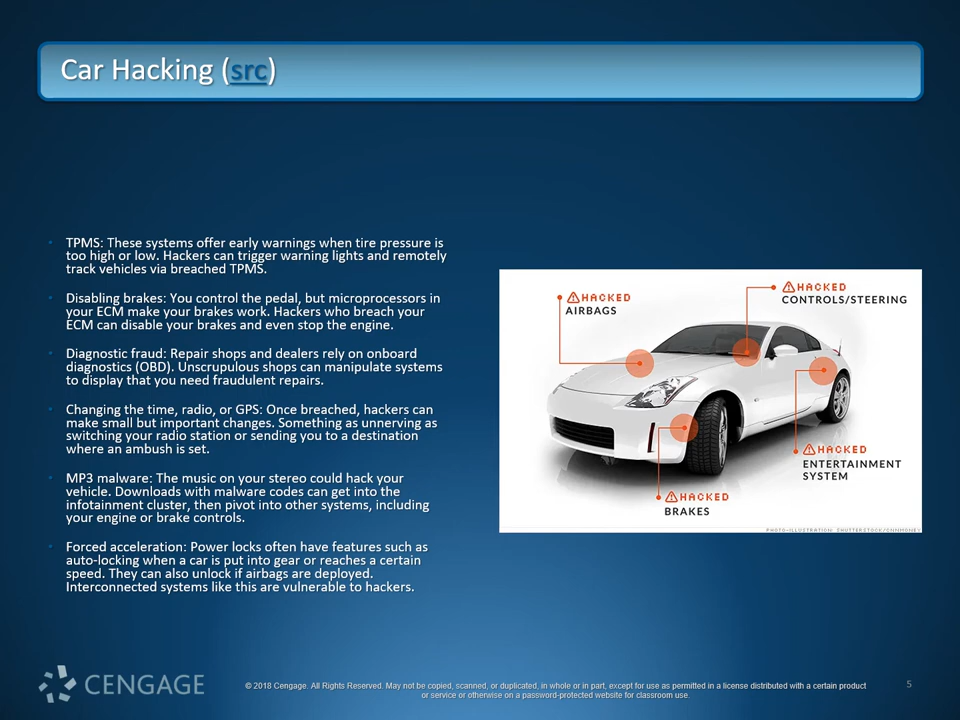 Car Hacking (src)
• TPMS: These systems offer early warnings when tire pressure is
too high or low. Hackers can trigger warning lights and remotely
track vehicles via breached TPMS.
• Disabling brakes: You control the pedal, but microprocessors in
your ECM make your brakes work. Hackers who breach your
ECM can disable your brakes and even stop the engine.
• Diagnostic fraud: Repair shops and dealers rely on onboard
diagnostics (OBD). Unscrupulous shops can manipulate systems
to display that you need fraudulent repairs.
• Changing the time, radio, or GPS: Once breached, hackers can
make small but important changes. Something as unnerving as
switching your radio station or sending you to a destination
where an ambush is set.
• MP3 malware: The music on your stereo could hack your
vehicle. Downloads with malware codes can get into the
infotainment cluster, then pivot into other systems, including
your engine or brake controls.
• Forced acceleration: Power locks often have features such as
auto-locking when a car is put into gear or reaches a certain
speed. They can also unlock if airbags are deployed.
Interconnected systems like this are vulnerable to hackers.
HACKED
AIRBAGS
HACKED
CONTROLS/STEERING
HACKED
ENTERTAINMENT
SYSTEM
HACKED
BRAKES
PHOTO-ILLUSTRATION: SHUTTERSTOCK/CNNMONEY
CENGAGE
© 2018 Cengage. All Rights Reserved. May not be copied, scanned, or duplicated, in whole or in part, except for use as permitted in a license distributed with a certain product
or service or otherwise on a password-protected website for classroom use.
5